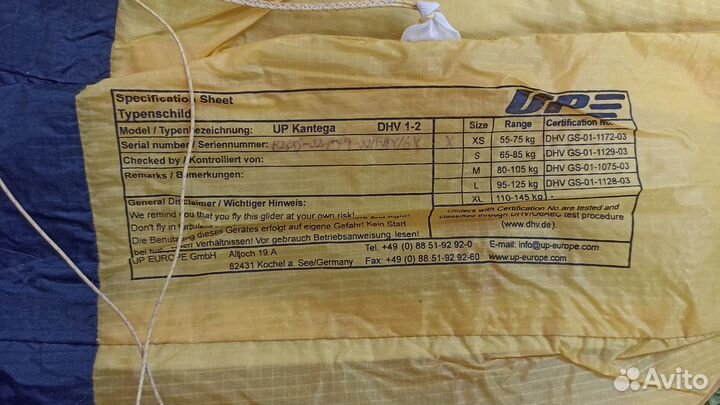 Specification Sheet
Typenschild
UP
Model / Typenbezeichnung: UP Kantega DHV 1-2
Serial number / Seriennummer:
Checked by / Kontrolliert von:
Remarks / Bemerkungen:
Size Range Certification No.
X XS 55-75 kg DHV GS-01-1172-03
S 65-85 kg DHV GS-01-1129-03
M 80-105 kg DHV GS-01-1075-03
L 95-125 kg DHV GS-01-1128-03
XL 110-145 kg -
General Disclaimer / Wichtiger Hinweis:
We remind you that you fly this glider at your own risk!
Don't fly in
Die Benutzung dieses Gerätes erfolgt auf eigene Gefahr! Kein Start
Verhältnissen! Vor Gebrauch Betriebsanweisung lesen!
Gliders with Certification No. are tested and
classified through DHV/OeAeC test procedure
(www.dhv.de).
UP EUROPE GmbH Altjoch 19 A Tel. +49 (0) 88 51-92 92-0 E-mail: info@up-europe.com
82431 Kochel a. See/Germany Fax: +49 (0) 88 51-92 92-60 www.up-europe.com
Avito